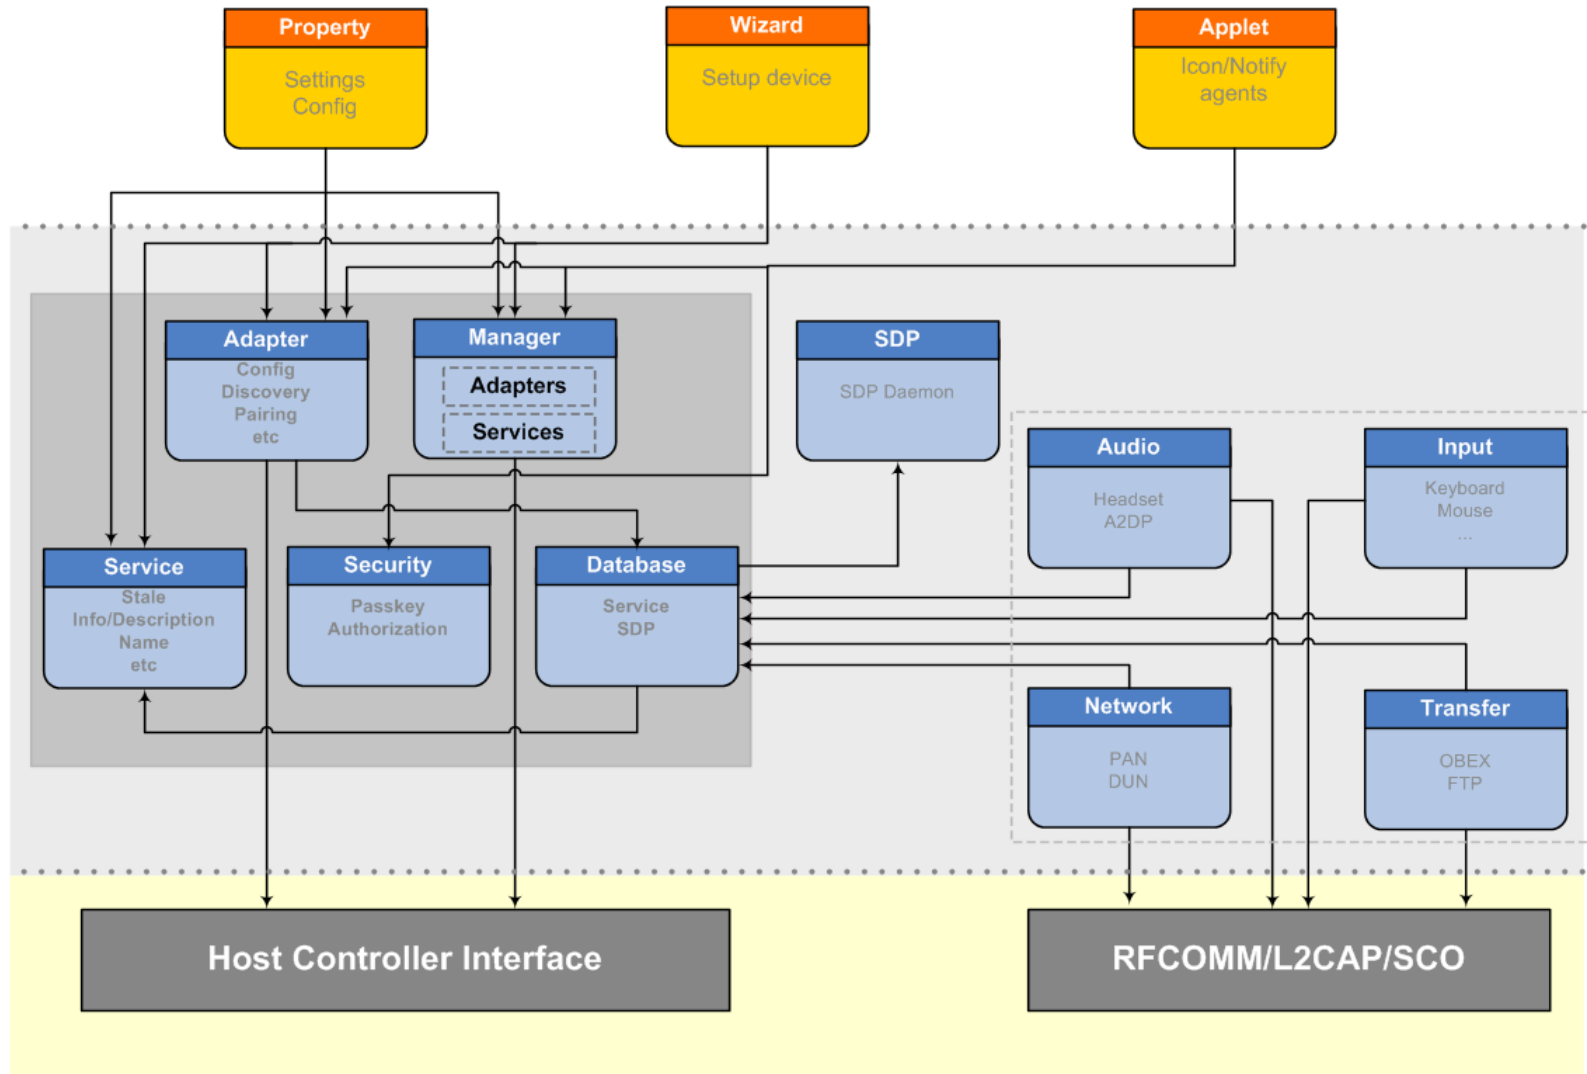 Property
Settings
Config
Wizard
Setup device
Applet
Icon/Notify
agents
Adapter
Config
Discovery
Pairing
etc
Manager
Adapters
Services
SDP
SDP Daemon
Audio
Headset
A2DP
Input
Keyboard
Mouse
...
Service
Stale
Info/Description
Name
etc
Security
Passkey
Authorization
Database
Service
SDP
Network
PAN
DUN
Transfer
OBEX
FTP
Host Controller Interface
RFCOMM/L2CAP/SCO